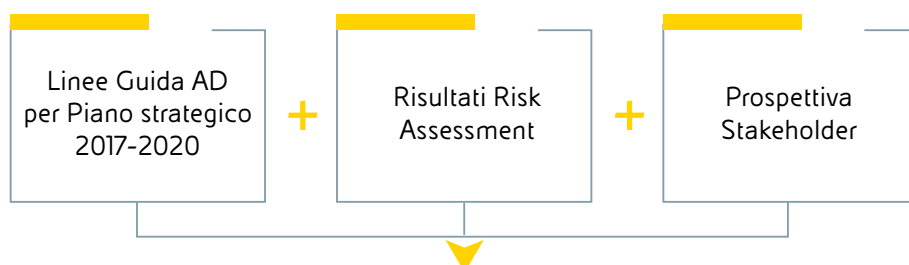 Linee Guida AD
per Piano strategico
2017-2020
+
Risultati Risk
Assessment
+
Prospettiva
Stakeholder